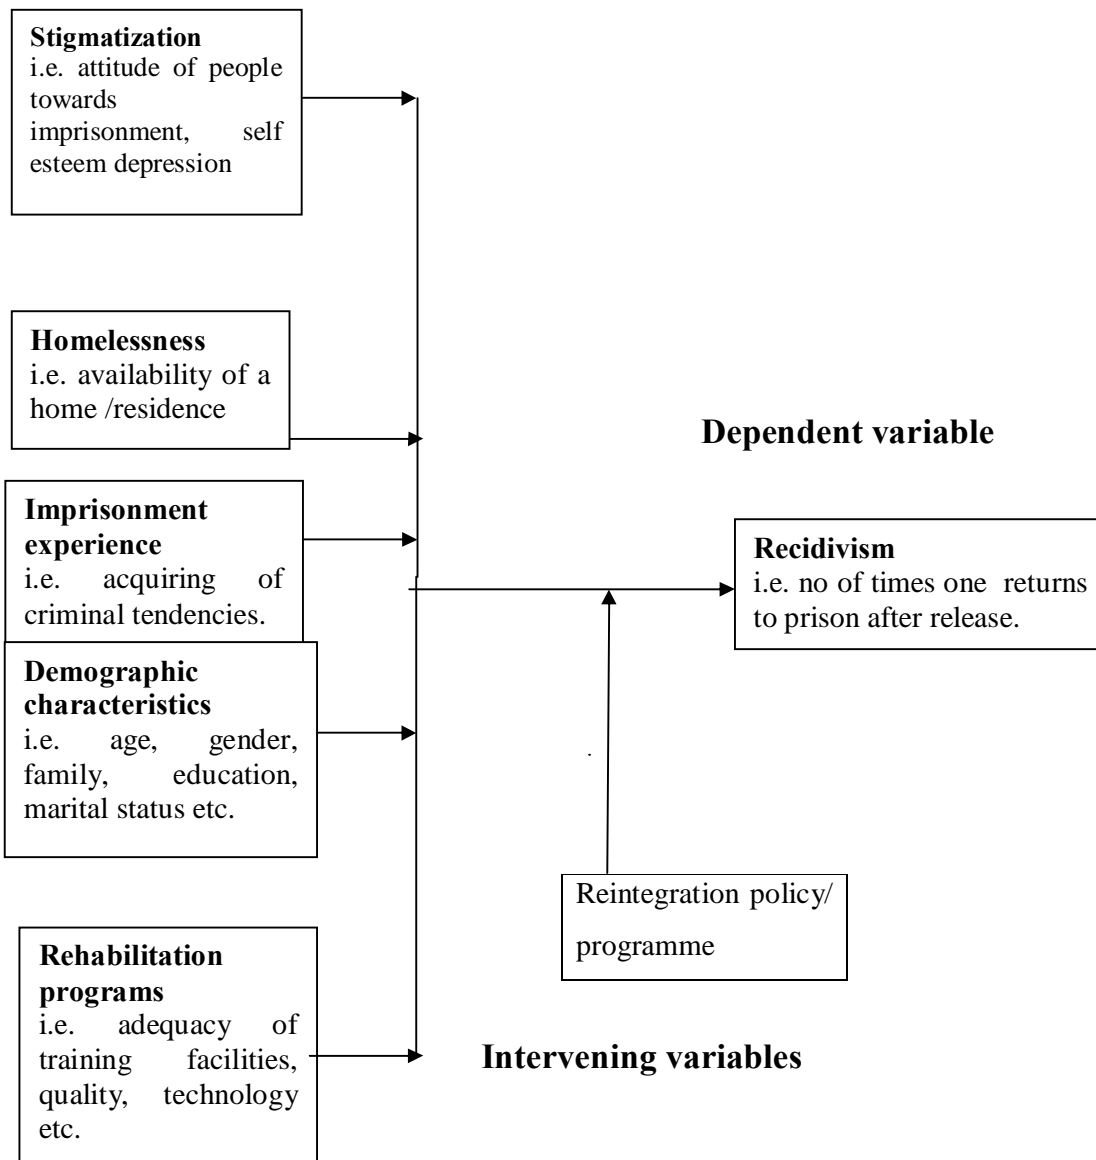 Stigmatization
i.e. attitude of people
towards
imprisonment, self
esteem depression
Homelessness
i.e. availability of a
home /residence
Imprisonment
experience
i.e. acquiring of
criminal tendencies.
Demographic
characteristics
i.e. age, gender,
family, education,
marital status etc.
Rehabilitation
programs
i.e. adequacy of
training facilities,
quality, technology
etc.
Dependent variable
Recidivism
i.e. no of times one returns
to prison after release.
Reintegration policy/
programme
Intervening variables